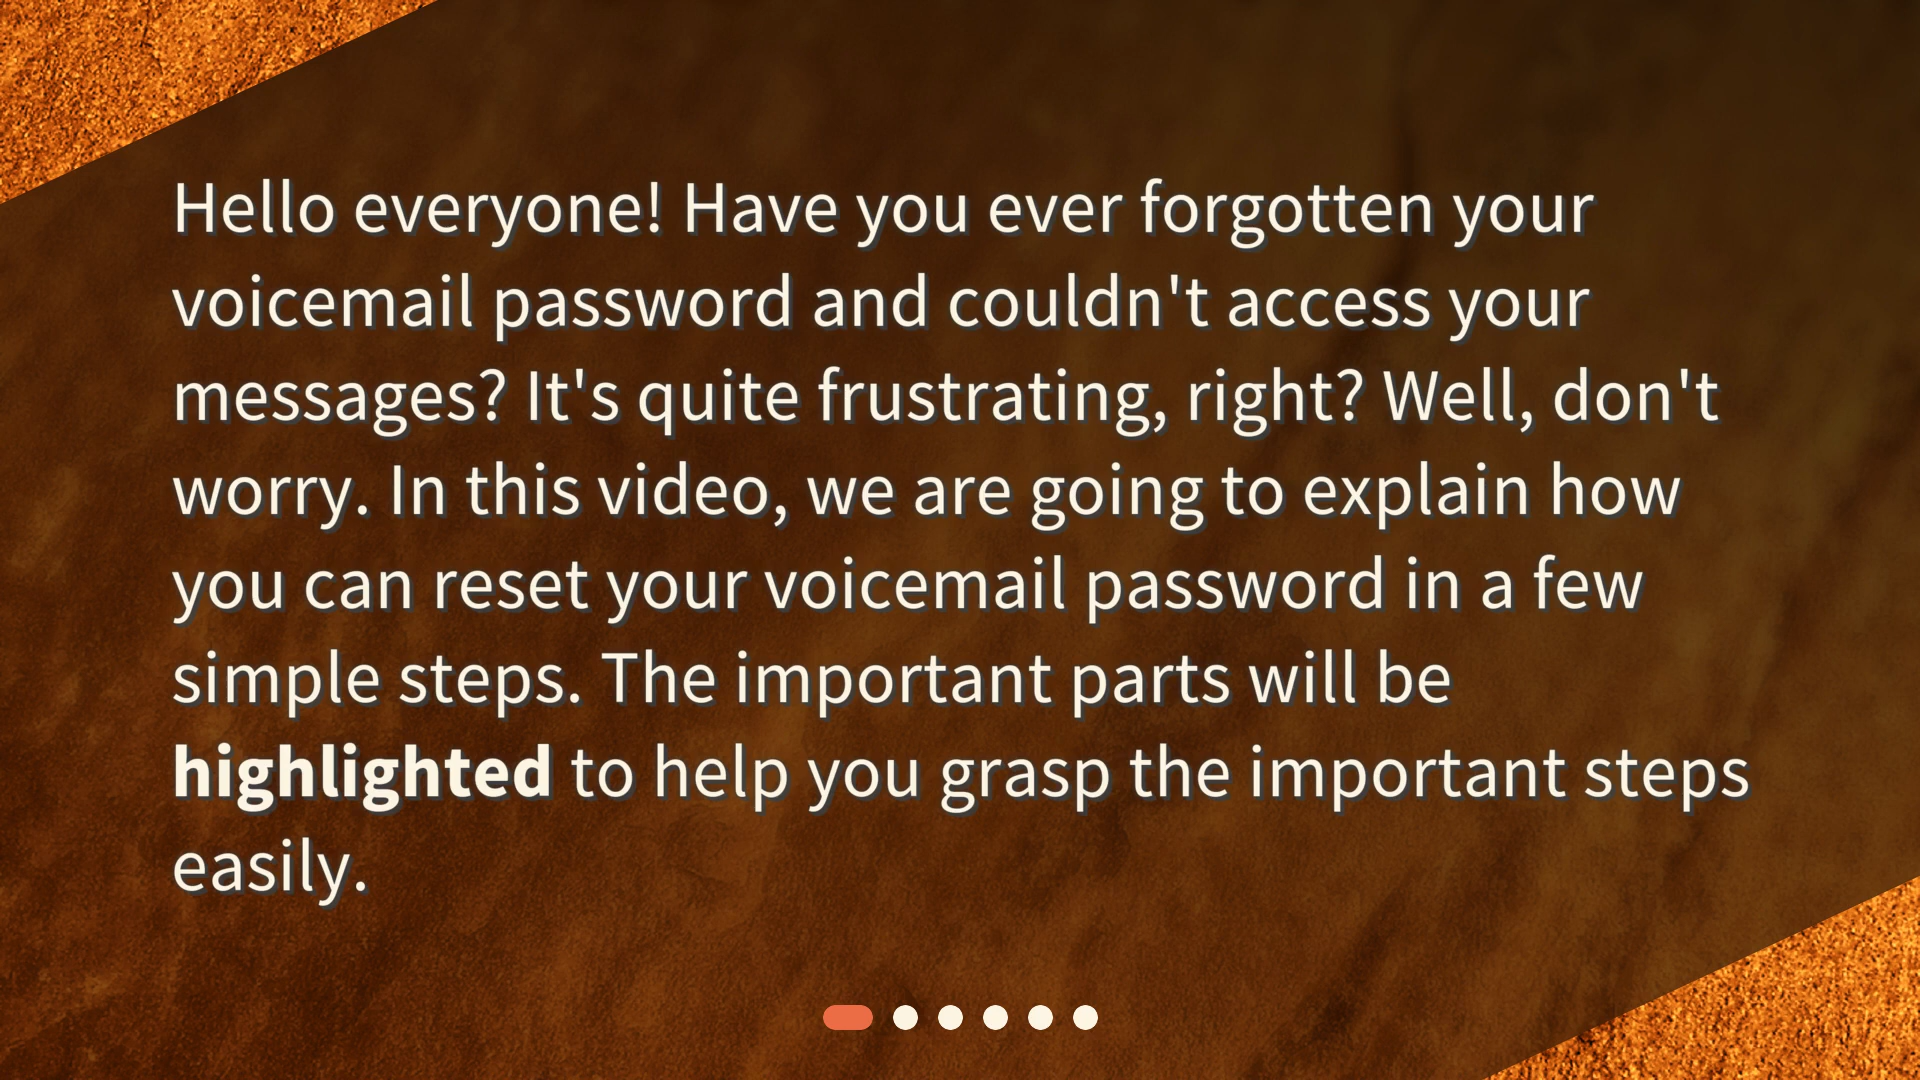 Hello everyone! Have you ever forgotten your
voicemail password and couldn't access your
messages? It's quite frustrating, right? Well, don't
worry. In this video, we are going to explain how
you can reset your voicemail password in a few
simple steps. The important parts will be
highlighted to help you grasp the important steps
easily.